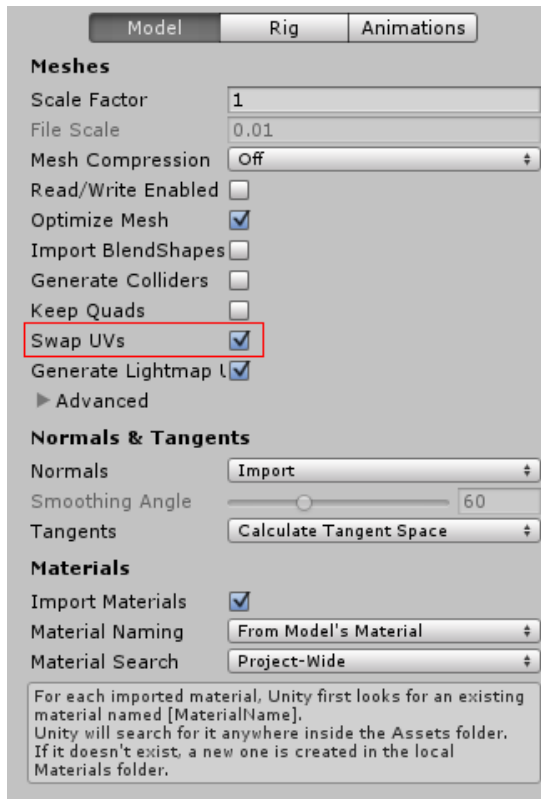 Model Rig Animations
Meshes
Scale Factor 1
File Scale 0.01
Mesh Compression Off
Read/Write Enabled
Optimize Mesh
Import BlendShapes
Generate Colliders
Keep Quads
Swap UVs
Generate Lightmap U
Advanced
Normals & Tangents
Normals Import
Smoothing Angle 60
Tangents Calculate Tangent Space
Materials
Import Materials
Material Naming From Model's Material
Material Search Project-Wide
For each imported material, Unity first looks for an existing
material named [MaterialName].
Unity will search for it anywhere inside the Assets folder.
If it doesn't exist, a new one is created in the local
Materials folder.